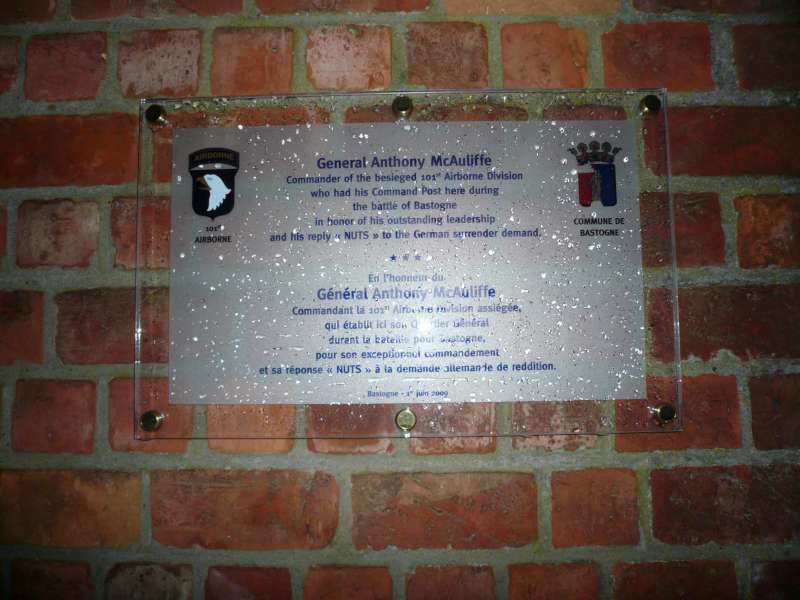 AIRBORNE
101st
AIRBORNE
General Anthony McAuliffe
Commander of the besieged 101st Airborne Division
who had his Command Post here during
the battle of Bastogne
in honor of his outstanding leadership
and his reply « NUTS » to the German surrender demand.
COMMUNE DE
BASTOGNE
★ ★ ★
En l'honneur du
Général Anthony McAuliffe
Commandant la 101st Airborne Division assiégée,
qui établit ici son Quartier Général
durant la bataille pour Bastogne,
pour son exceptionnel commandement
et sa réponse « NUTS » à la demande allemande de reddition.
Bastogne - 1er juin 2009